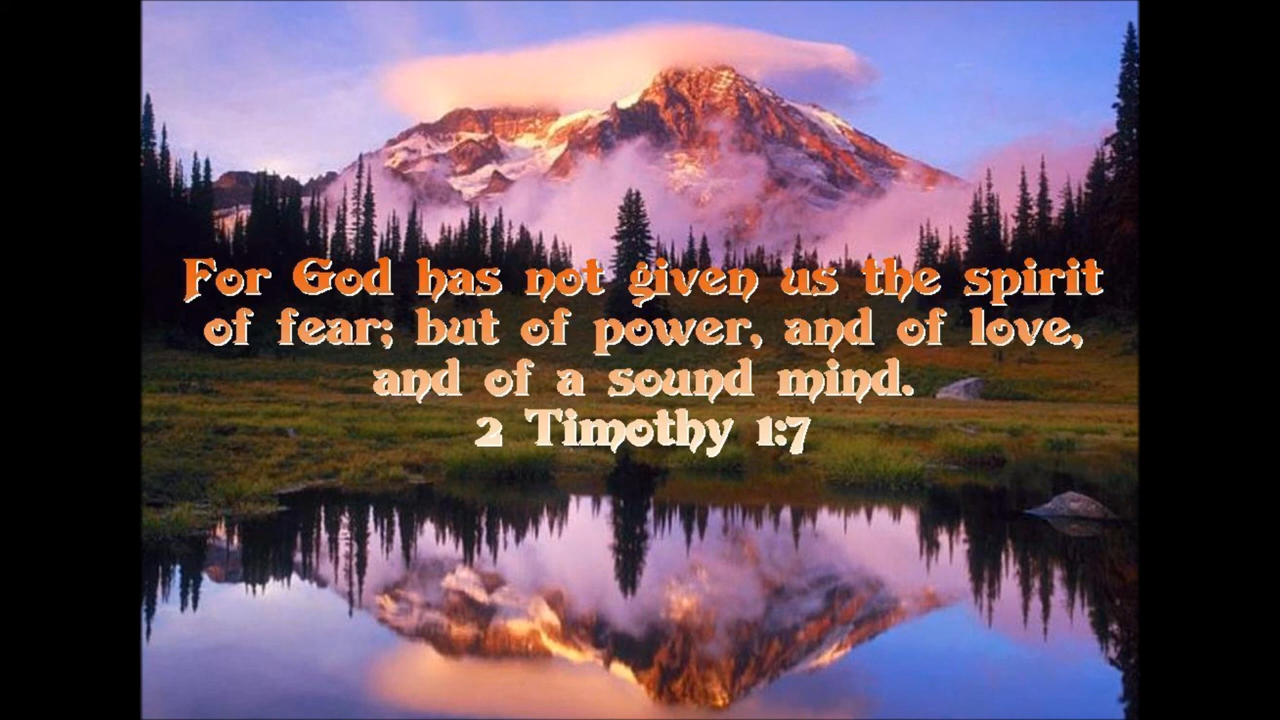 For God has not given us the spirit
of fear; but of power, and of love,
and of a sound mind.
2 Timothy 1:7